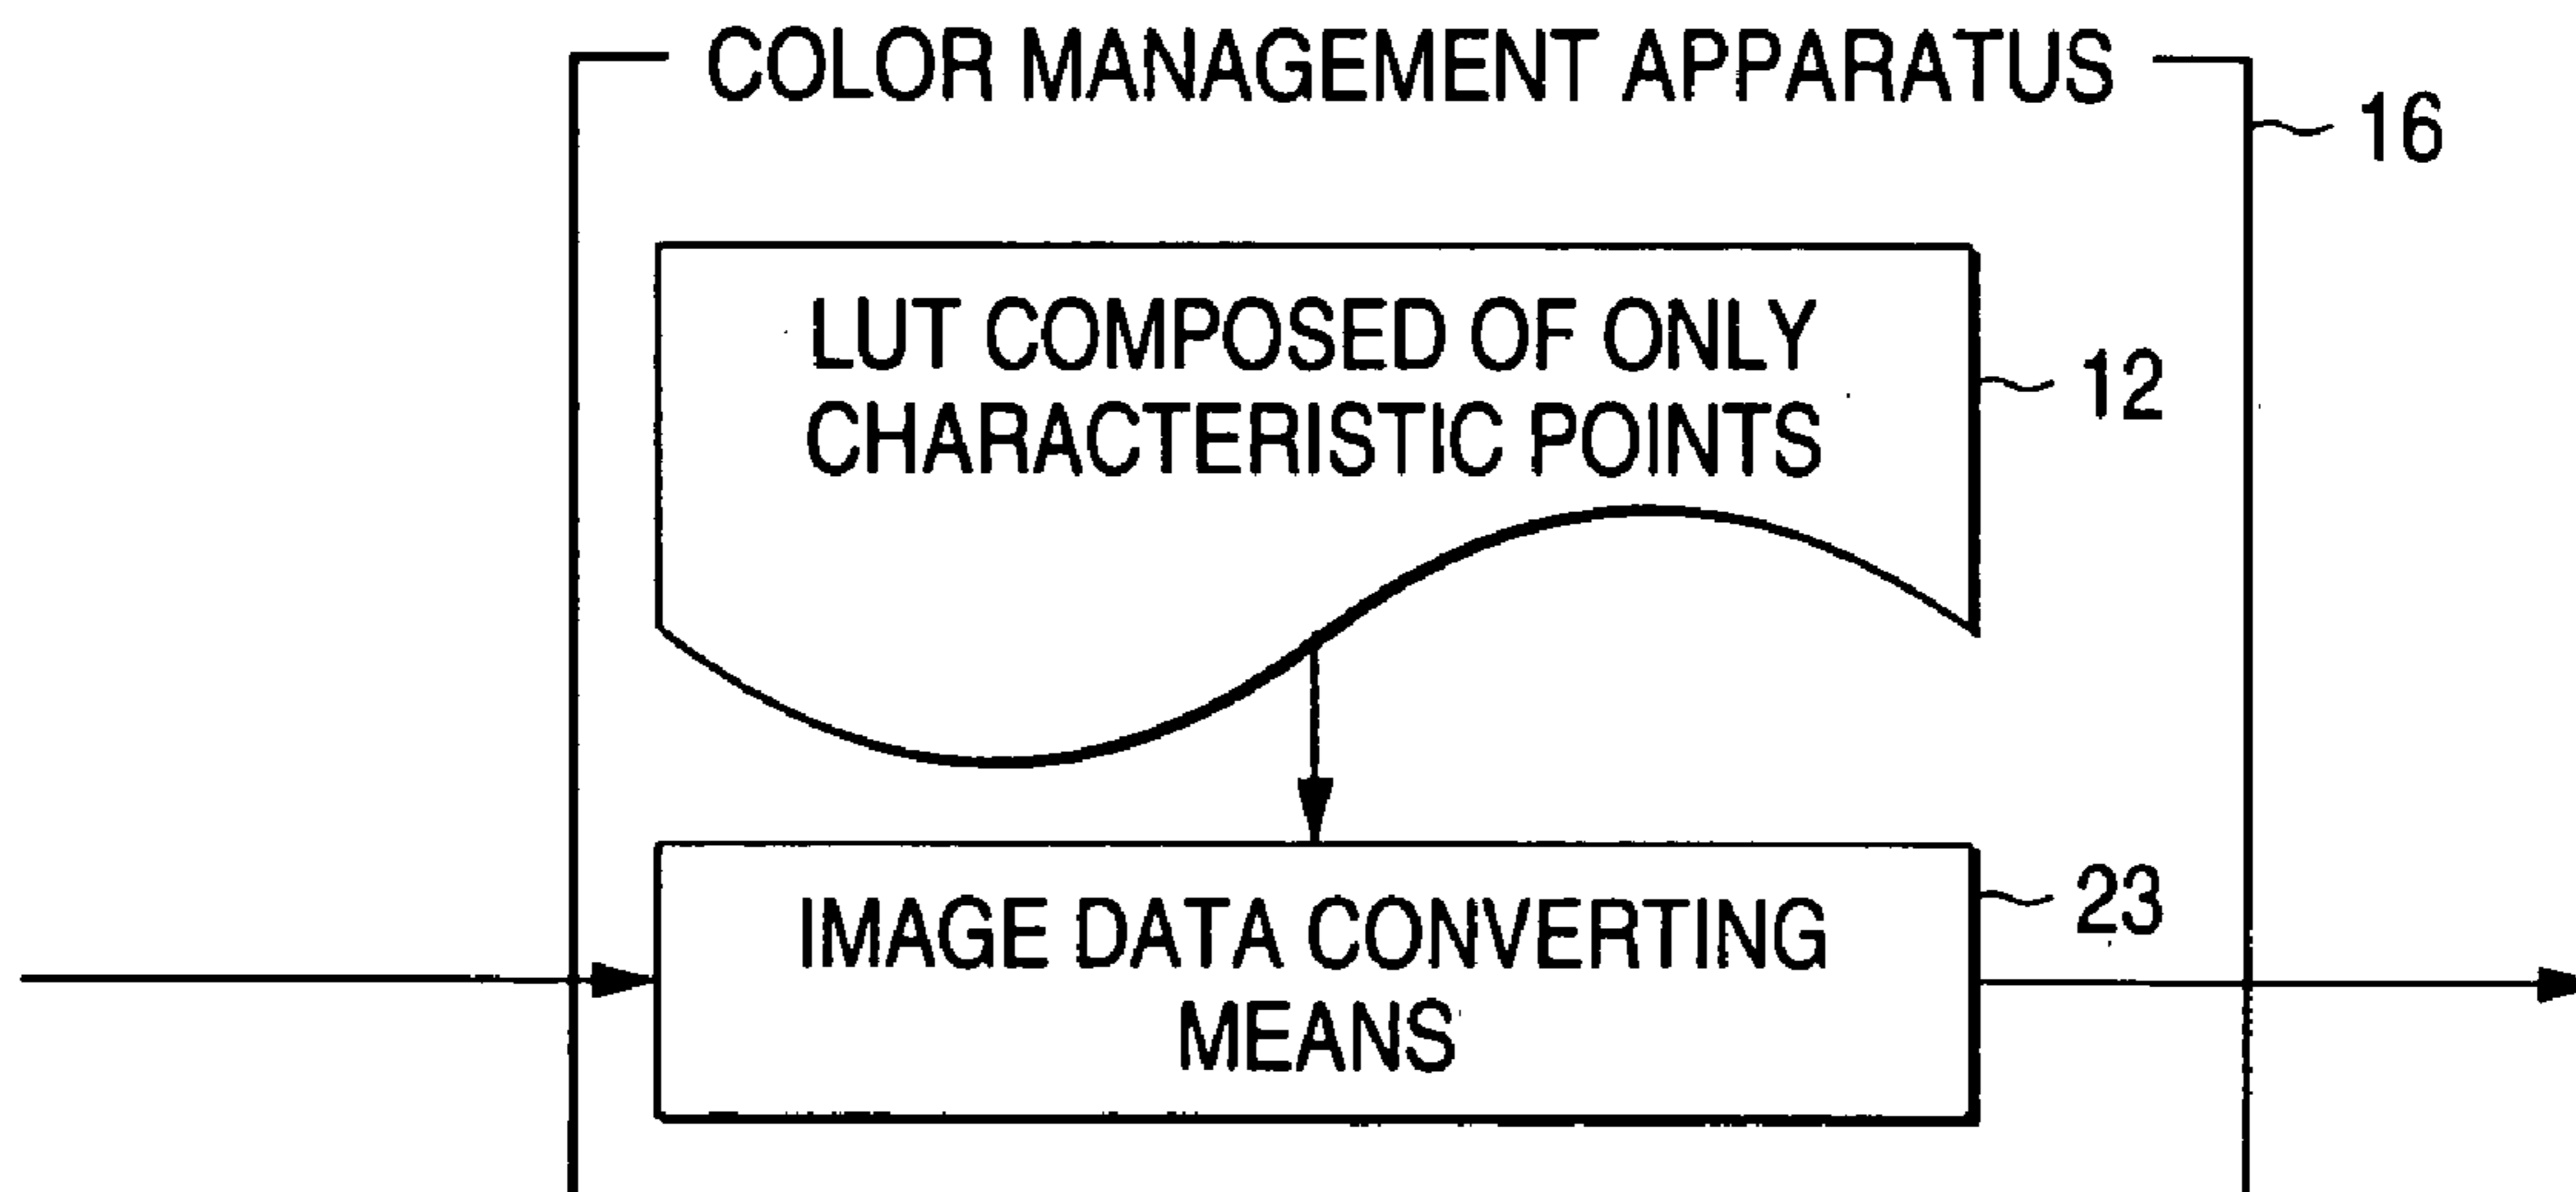 COLOR MANAGEMENT APPARATUS
16
LUT COMPOSED OF ONLY
CHARACTERISTIC POINTS
12
IMAGE DATA CONVERTING
MEANS
23